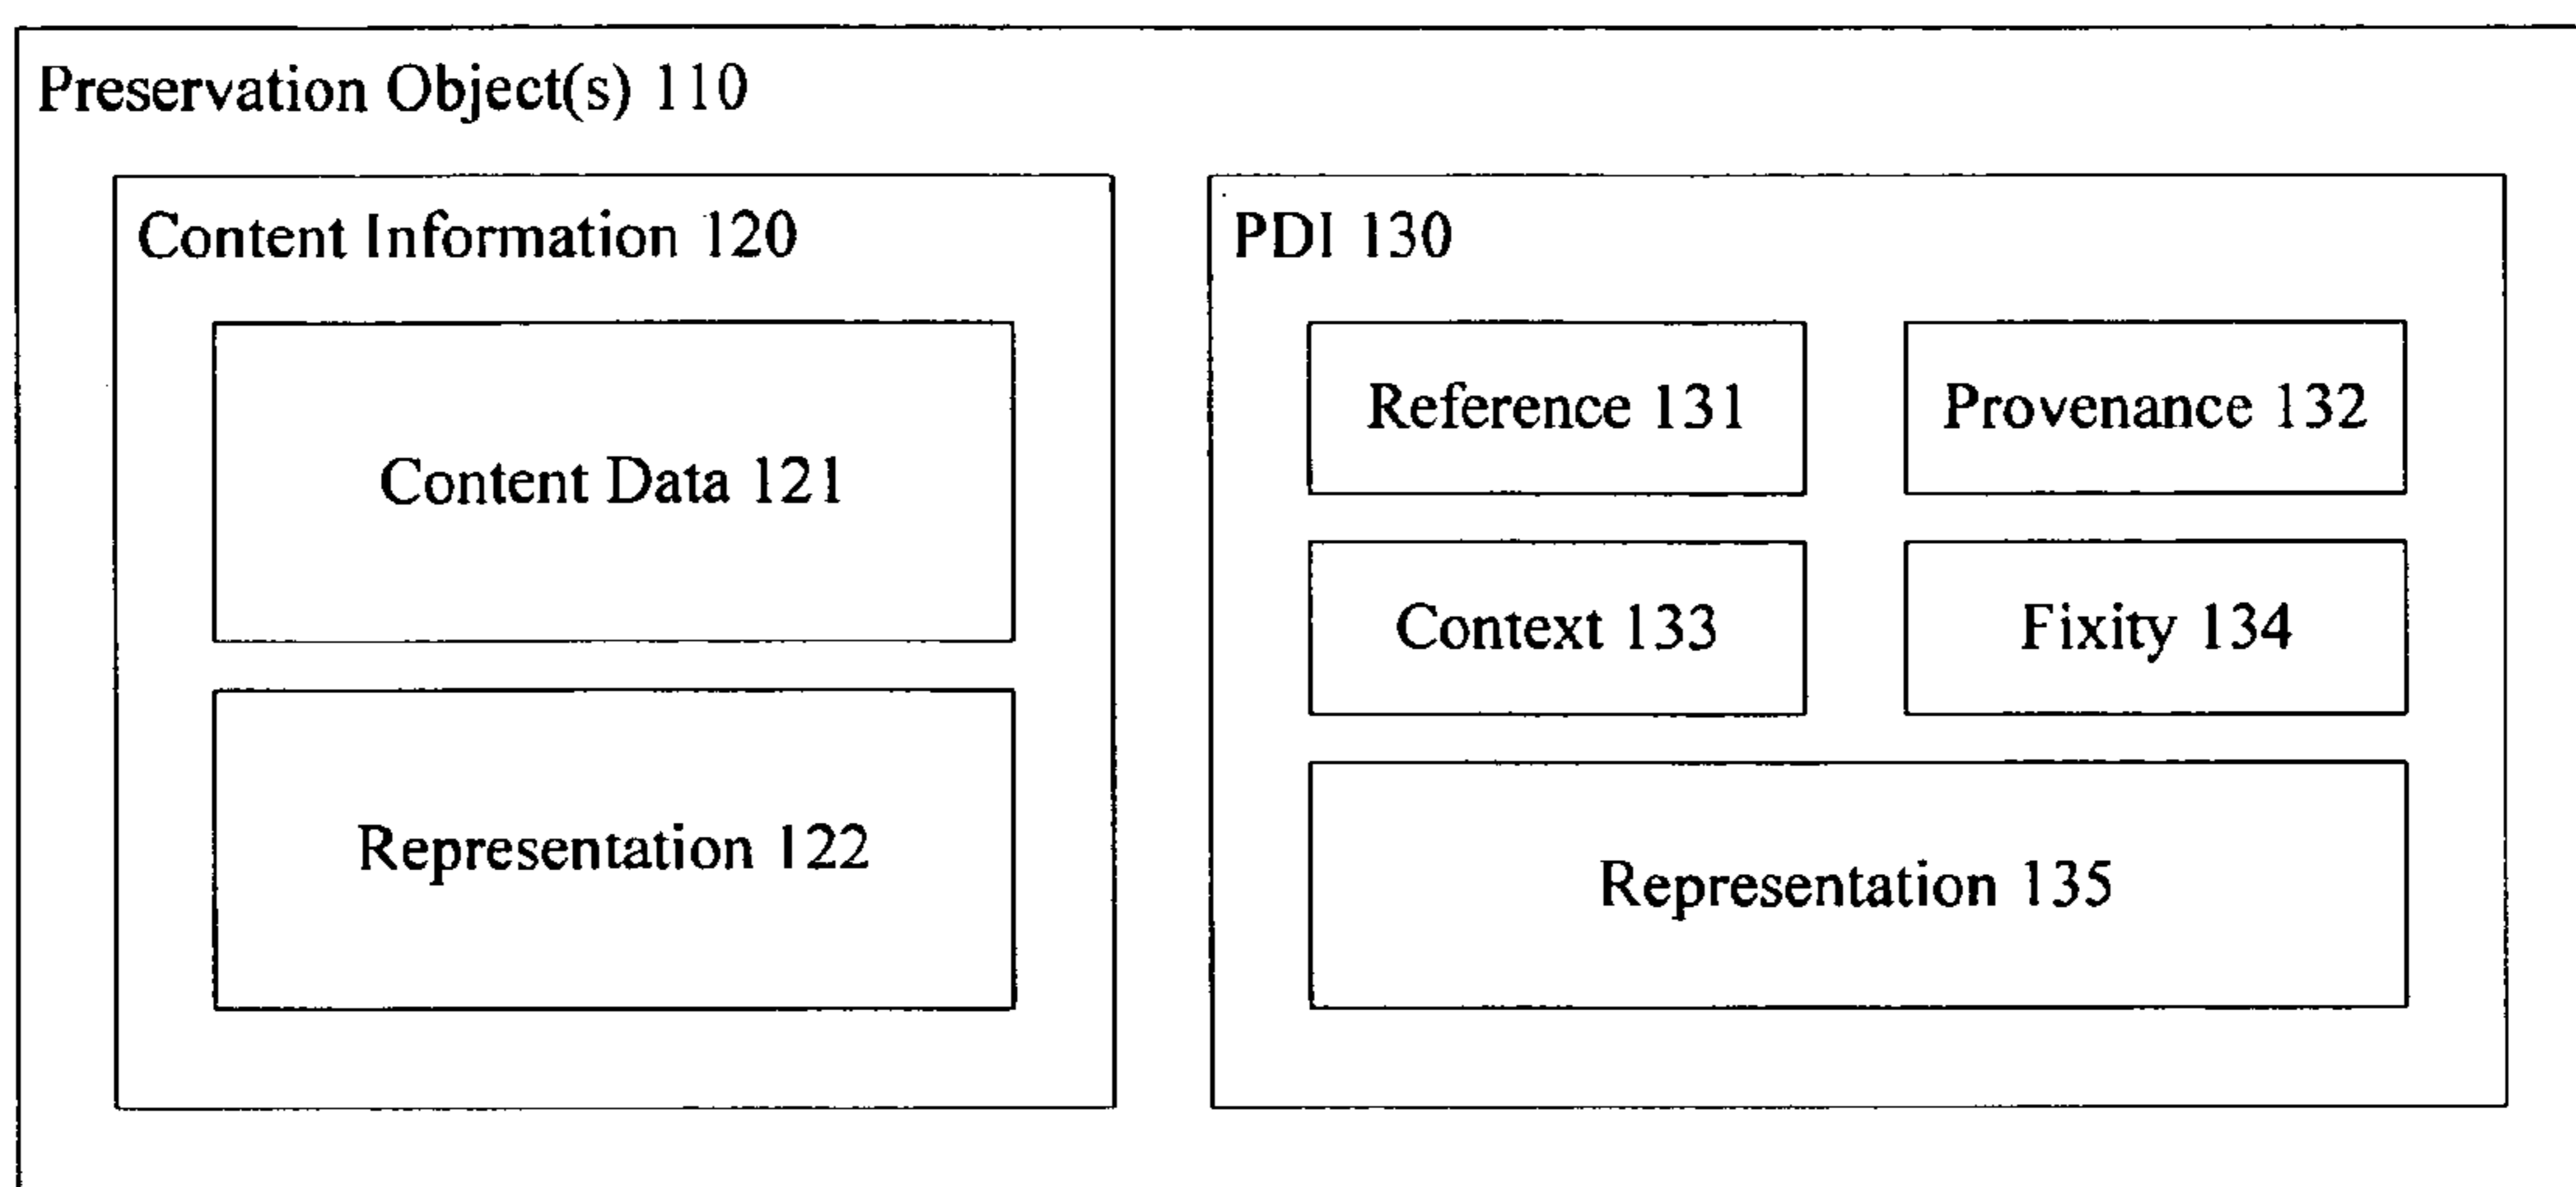 Preservation Object(s) 110
Content Information 120
Content Data 121
Representation 122
PDI 130
Reference 131
Provenance 132
Context 133
Fixity 134
Representation 135